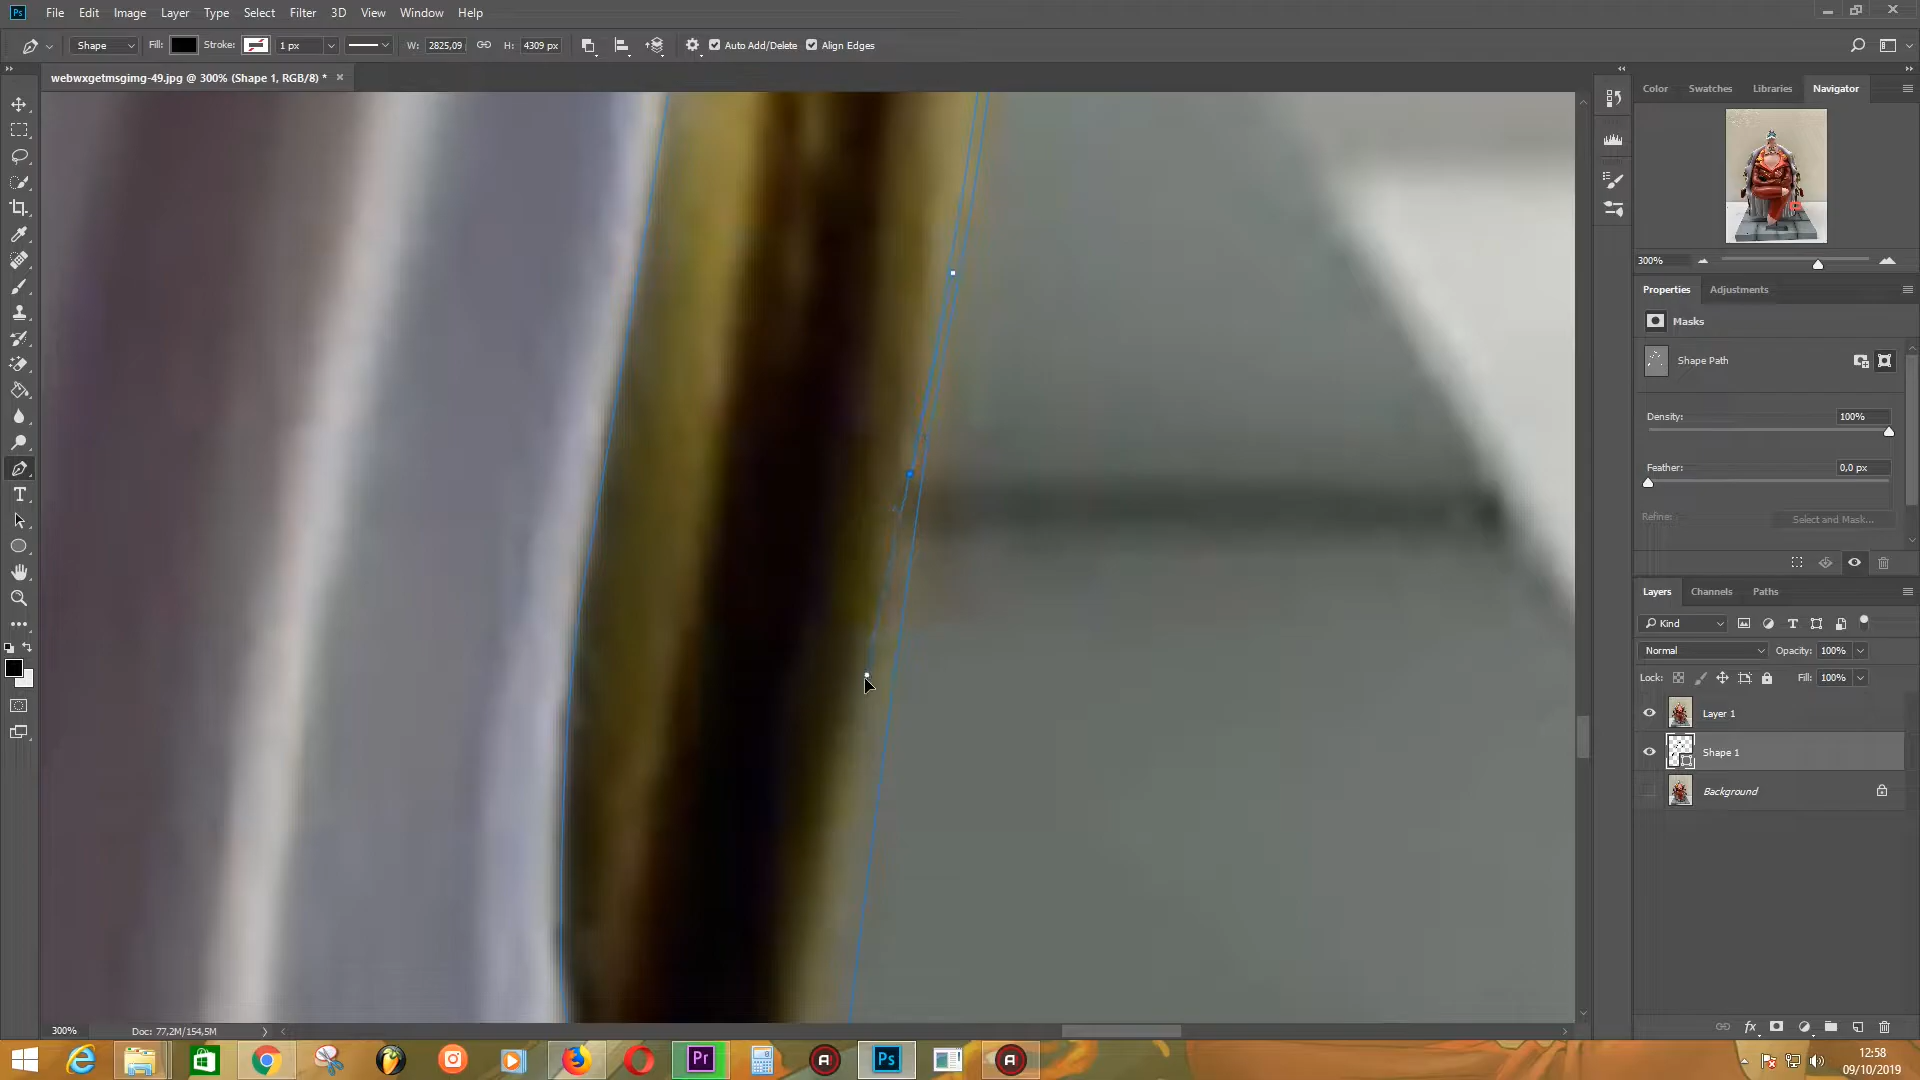 Ps File Edit Image Layer Type Select Filter 3D View Window Help
Shape Fill: Stroke: 1 px W: 2825,09 H: 4309 px Auto Add/Delete Align Edges
webwxgetmsgimg-49.jpg @ 300% (Shape 1, RGB/8) *
Color Swatches Libraries Navigator
300%
Properties Adjustments
Masks
Shape Path
Density: 100%
Feather: 0,0 px
Refine: Select and Mask...
Layers Channels Paths
Kind
Normal Opacity: 100%
Lock: Fill: 100%
Layer 1
Shape 1
Background
300% Doc: 77,2M/154,5M
Pr Ps
12:58
09/10/2019